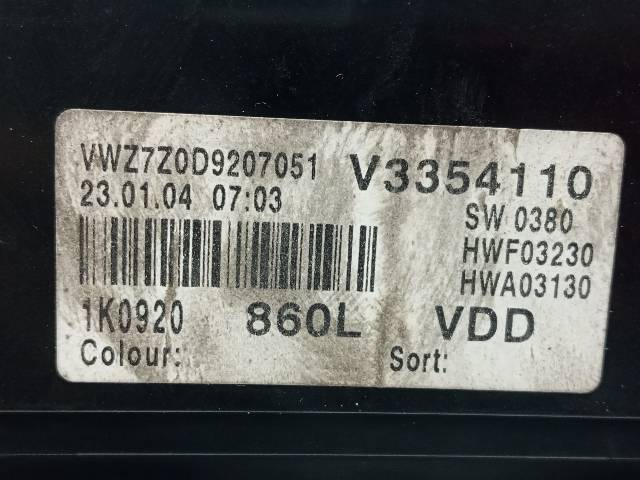 VWZ7Z0D9207051 V3354110
23.01.04 07:03 SW 0380
HWF03230
HWA03130
1K0920 860L VDD
Colour: Sort: